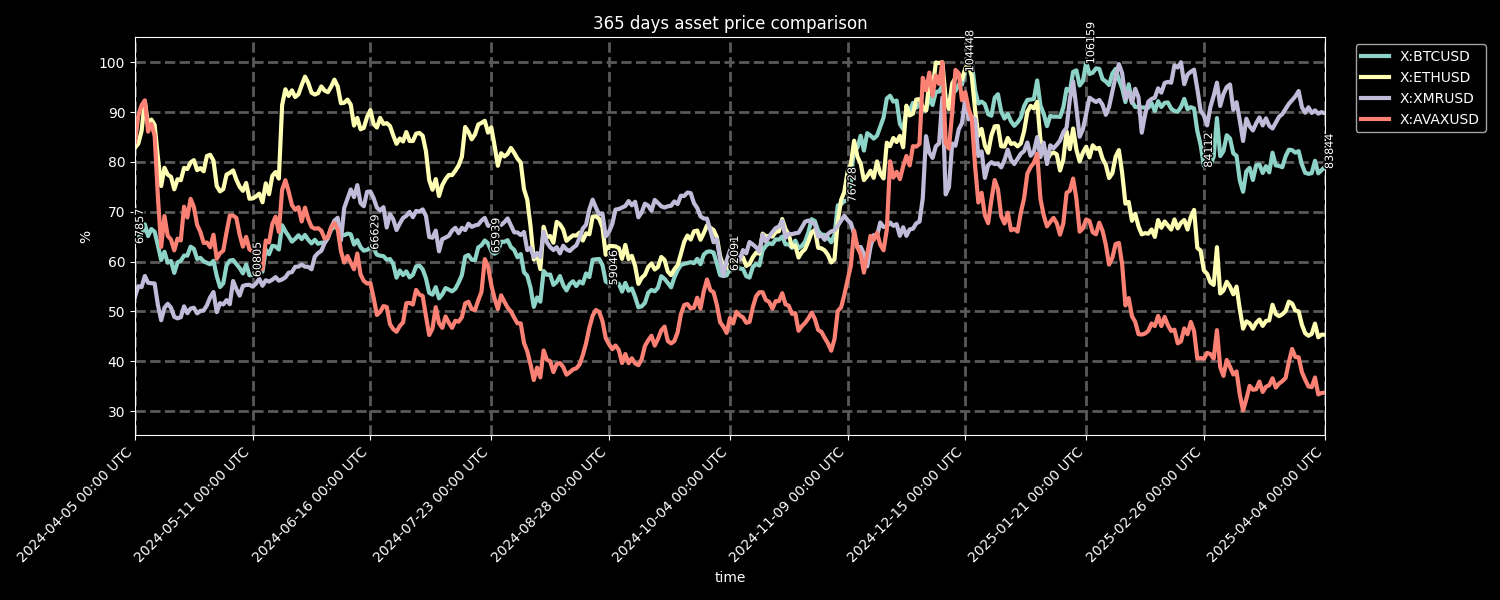 365 days asset price comparison
X:BTCUSD
X:ETHUSD
X:XMRUSD
X:AVAXUSD
%
100
90
80
70
60
50
40
30
67857
60805
66629
65939
59046
62091
104448
106159
84112
83844
2024-04-05 00:00 UTC
2024-05-11 00:00 UTC
2024-06-16 00:00 UTC
2024-07-23 00:00 UTC
2024-08-28 00:00 UTC
2024-10-04 00:00 UTC
2024-11-09 00:00 UTC
2024-12-15 00:00 UTC
2025-01-21 00:00 UTC
2025-02-26 00:00 UTC
2025-04-04 00:00 UTC
time